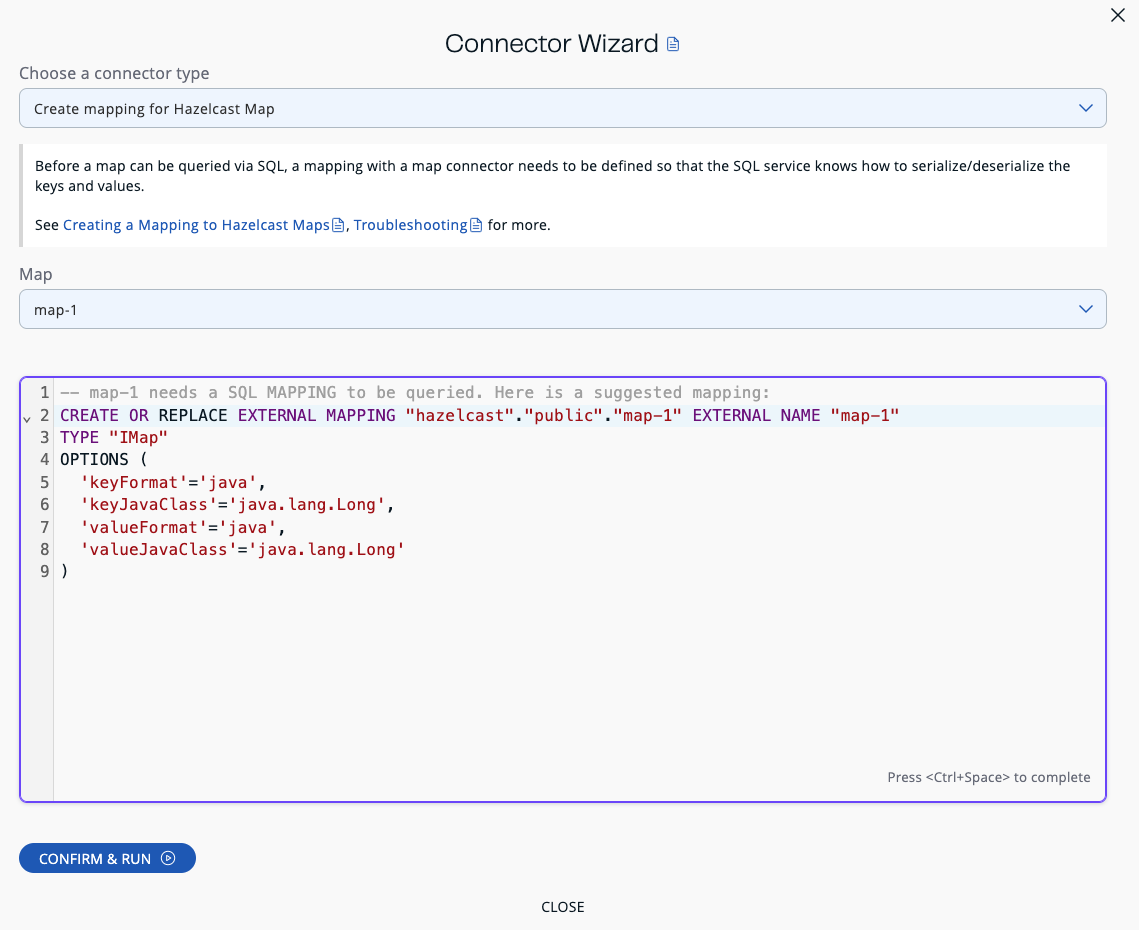 Connector Wizard
Choose a connector type
Create mapping for Hazelcast Map
Before a map can be queried via SQL, a mapping with a map connector needs to be defined so that the SQL service knows how to serialize/deserialize the
keys and values.
See Creating a Mapping to Hazelcast Maps, Troubleshooting for more.
Map
map-1
1 -- map-1 needs a SQL MAPPING to be queried. Here is a suggested mapping:
2 CREATE OR REPLACE EXTERNAL MAPPING "hazelcast"."public"."map-1" EXTERNAL NAME "map-1"
3 TYPE "IMap"
4 OPTIONS (
5   'keyFormat'='java',
6   'keyJavaClass'='java.lang.Long',
7   'valueFormat'='java',
8   'valueJavaClass'='java.lang.Long'
9 )
Press <Ctrl+Space> to complete
CONFIRM & RUN
CLOSE